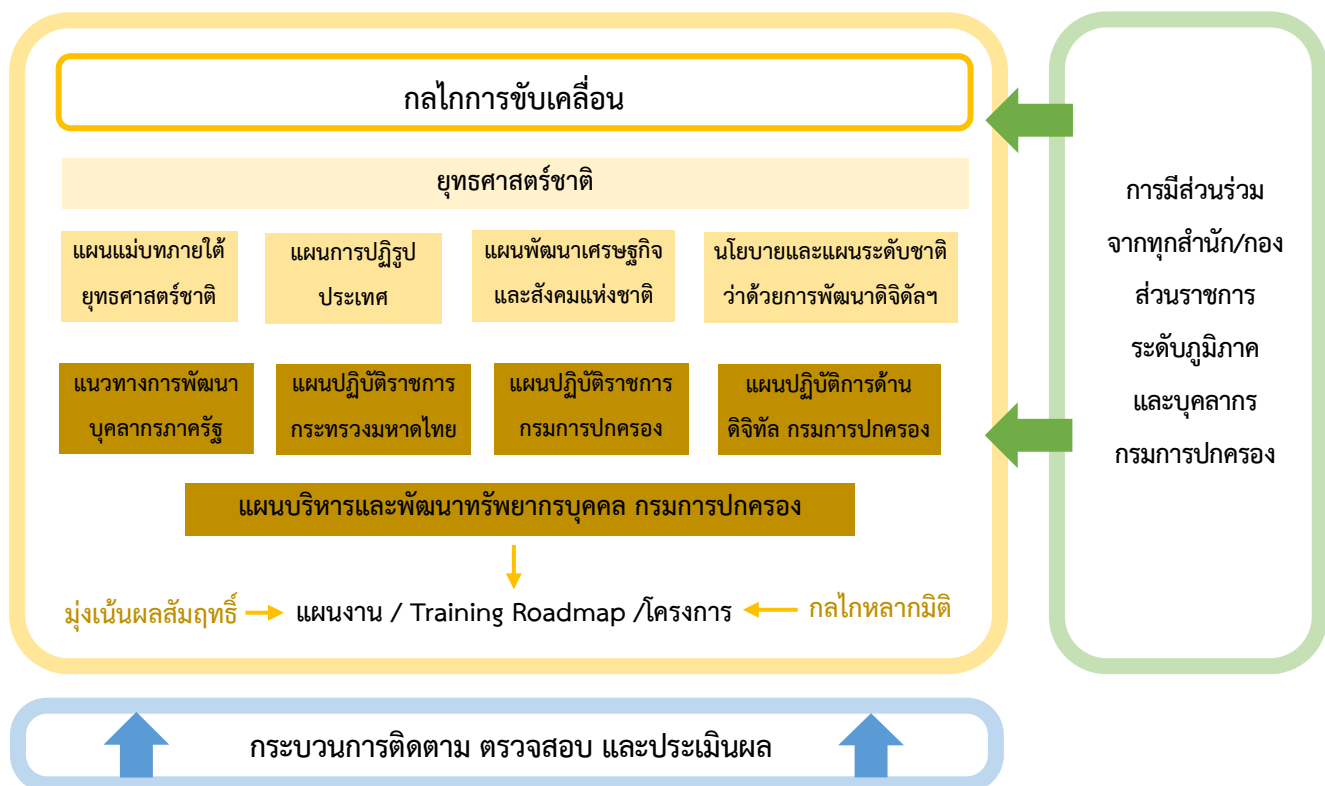 กลไกการขับเคลื่อน
ยุทธศาสตร์ชาติ
แผนแม่บทภายใต้
ยุทธศาสตร์ชาติ
แผนการปฏิรูป
ประเทศ
แผนพัฒนาเศรษฐกิจ
และสังคมแห่งชาติ
นโยบายและแผนระดับชาติ
ว่าด้วยการพัฒนาดิจิดัลฯ
แนวทางการพัฒนา
บุคลากรภาครัฐ
แผนปฏิบัติราชการ
กระทรวงมหาดไทย
แผนปฏิบัติราชการ
กรมการปกครอง
แผนปฏิบัติการด้าน
ดิจิทัล กรมการปกครอง
แผนบริหารและพัฒนาทรัพยากรบุคคล กรมการปกครอง
มุ่งเน้นผลสัมฤทธิ์
แผนงาน / Training Roadmap /โครงการ
กลไกหลากมิติ
การมีส่วนร่วม
จากทุกสำนัก/กอง
ส่วนราชการ
ระดับภูมิภาค
และบุคลากร
กรมการปกครอง
กระบวนการติดตาม ตรวจสอบ และประเมินผล